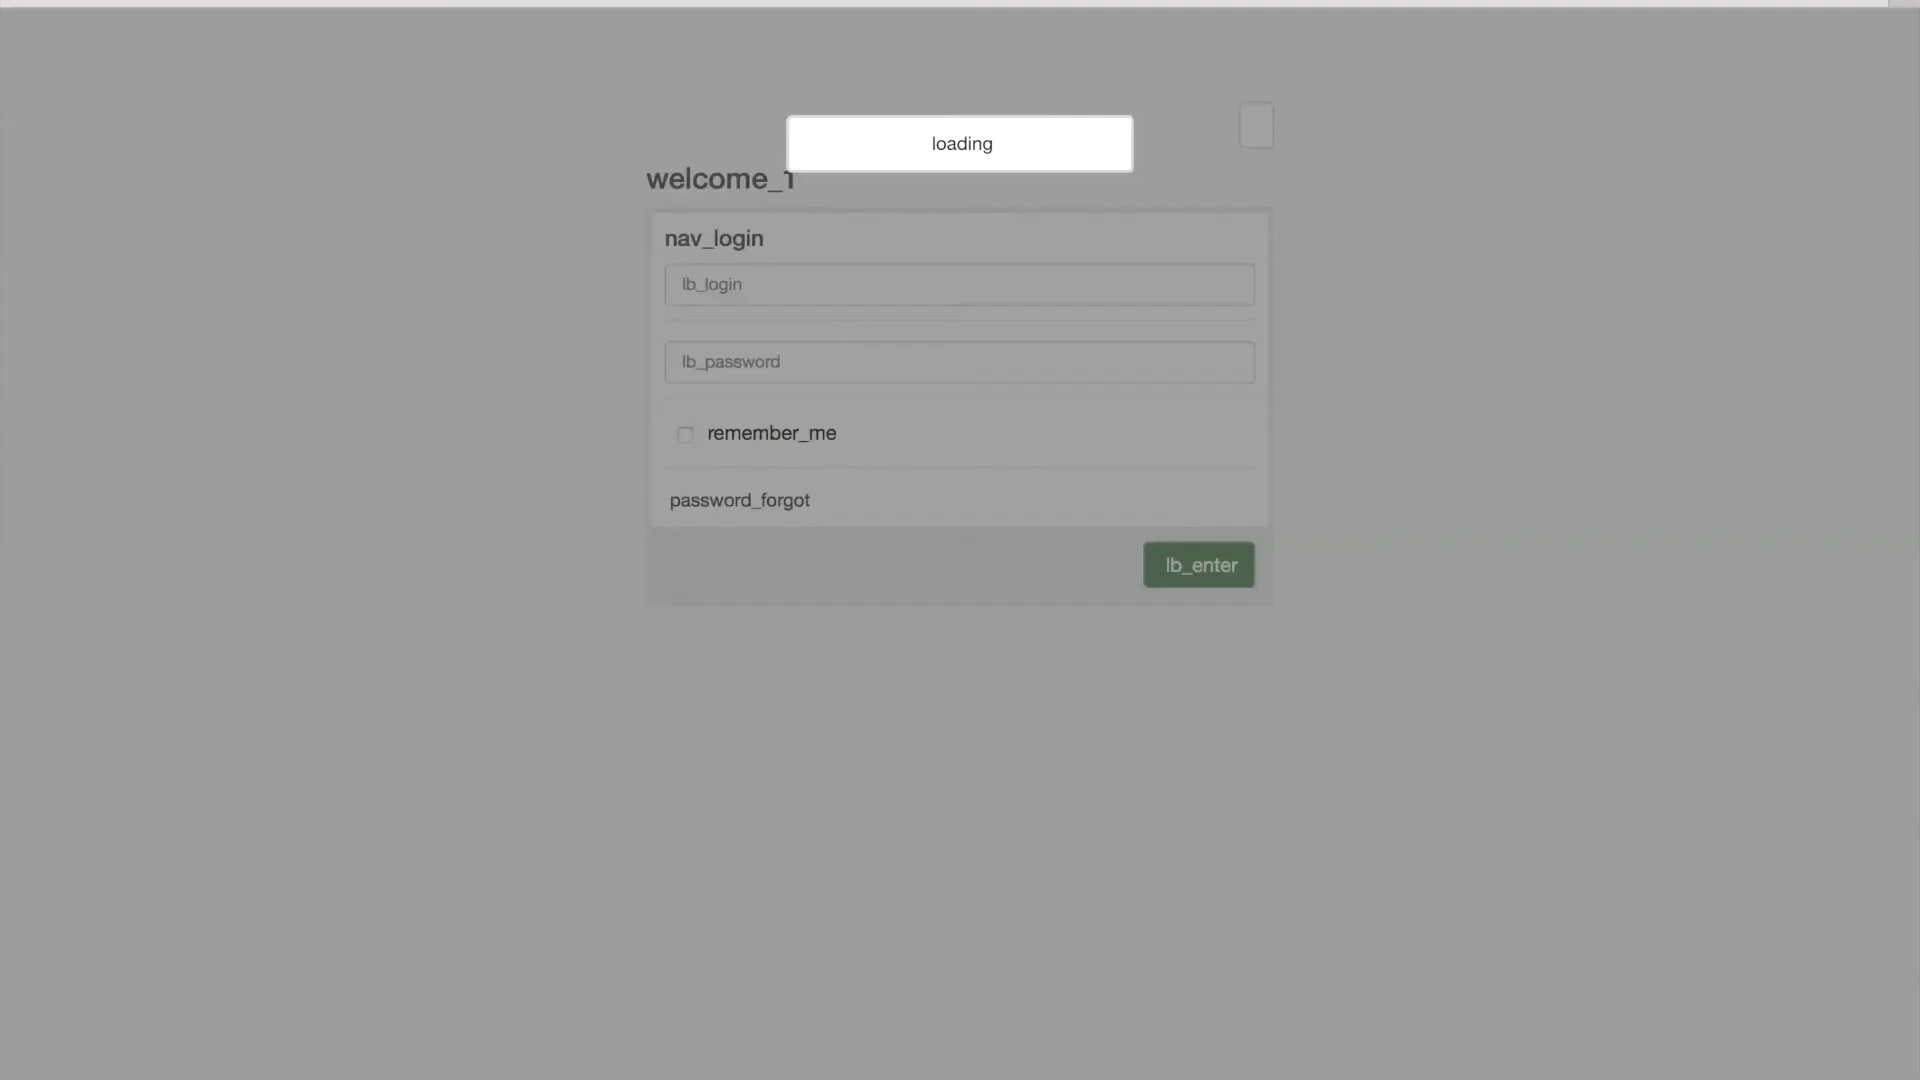 loading
welcome_1
nav_login
lb_login
lb_password
remember_me
password_forgot
lb_enter